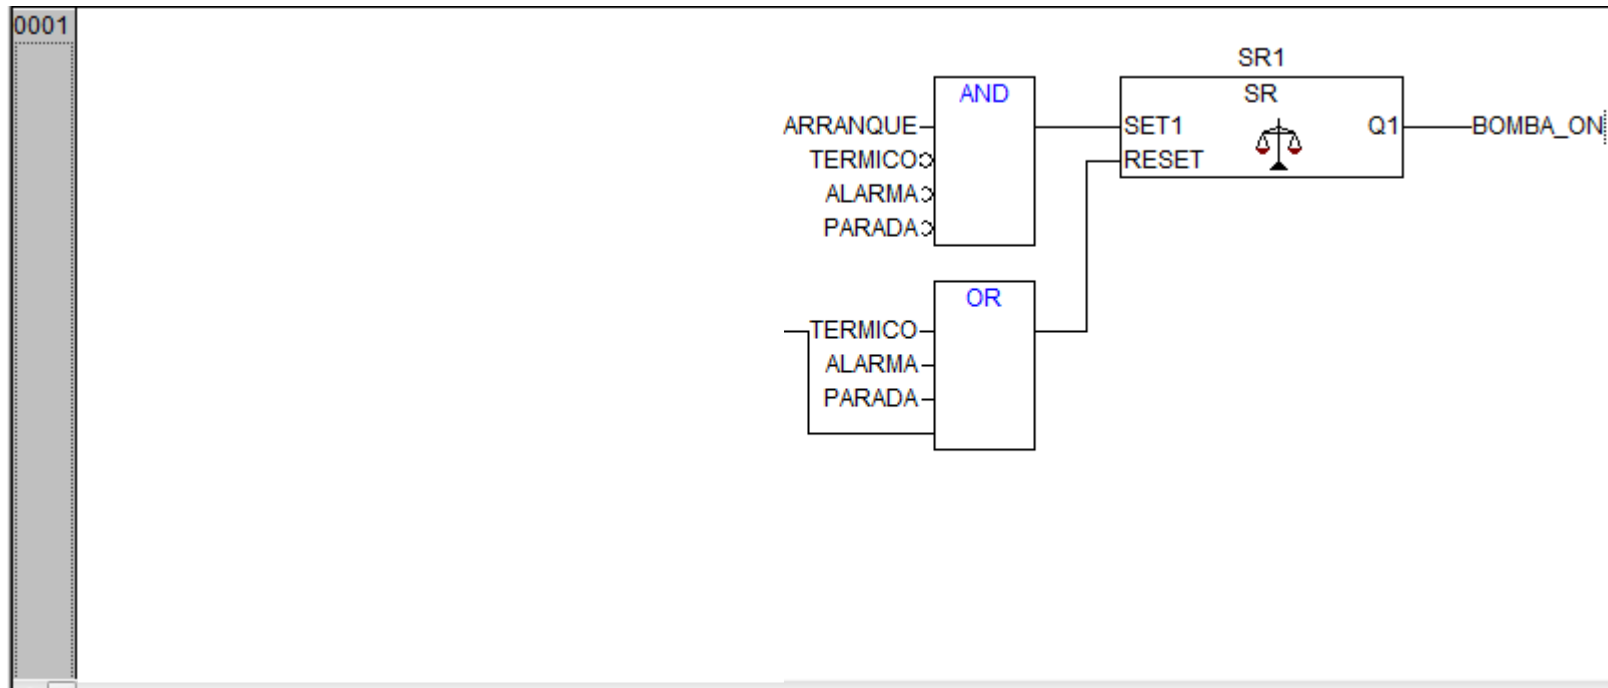 0001
SR1
AND
SR
ARRANQUE
SET1
Q1
BOMBA_ON
TERMICO
RESET
ALARMA
PARADA
OR
TERMICO
ALARMA
PARADA